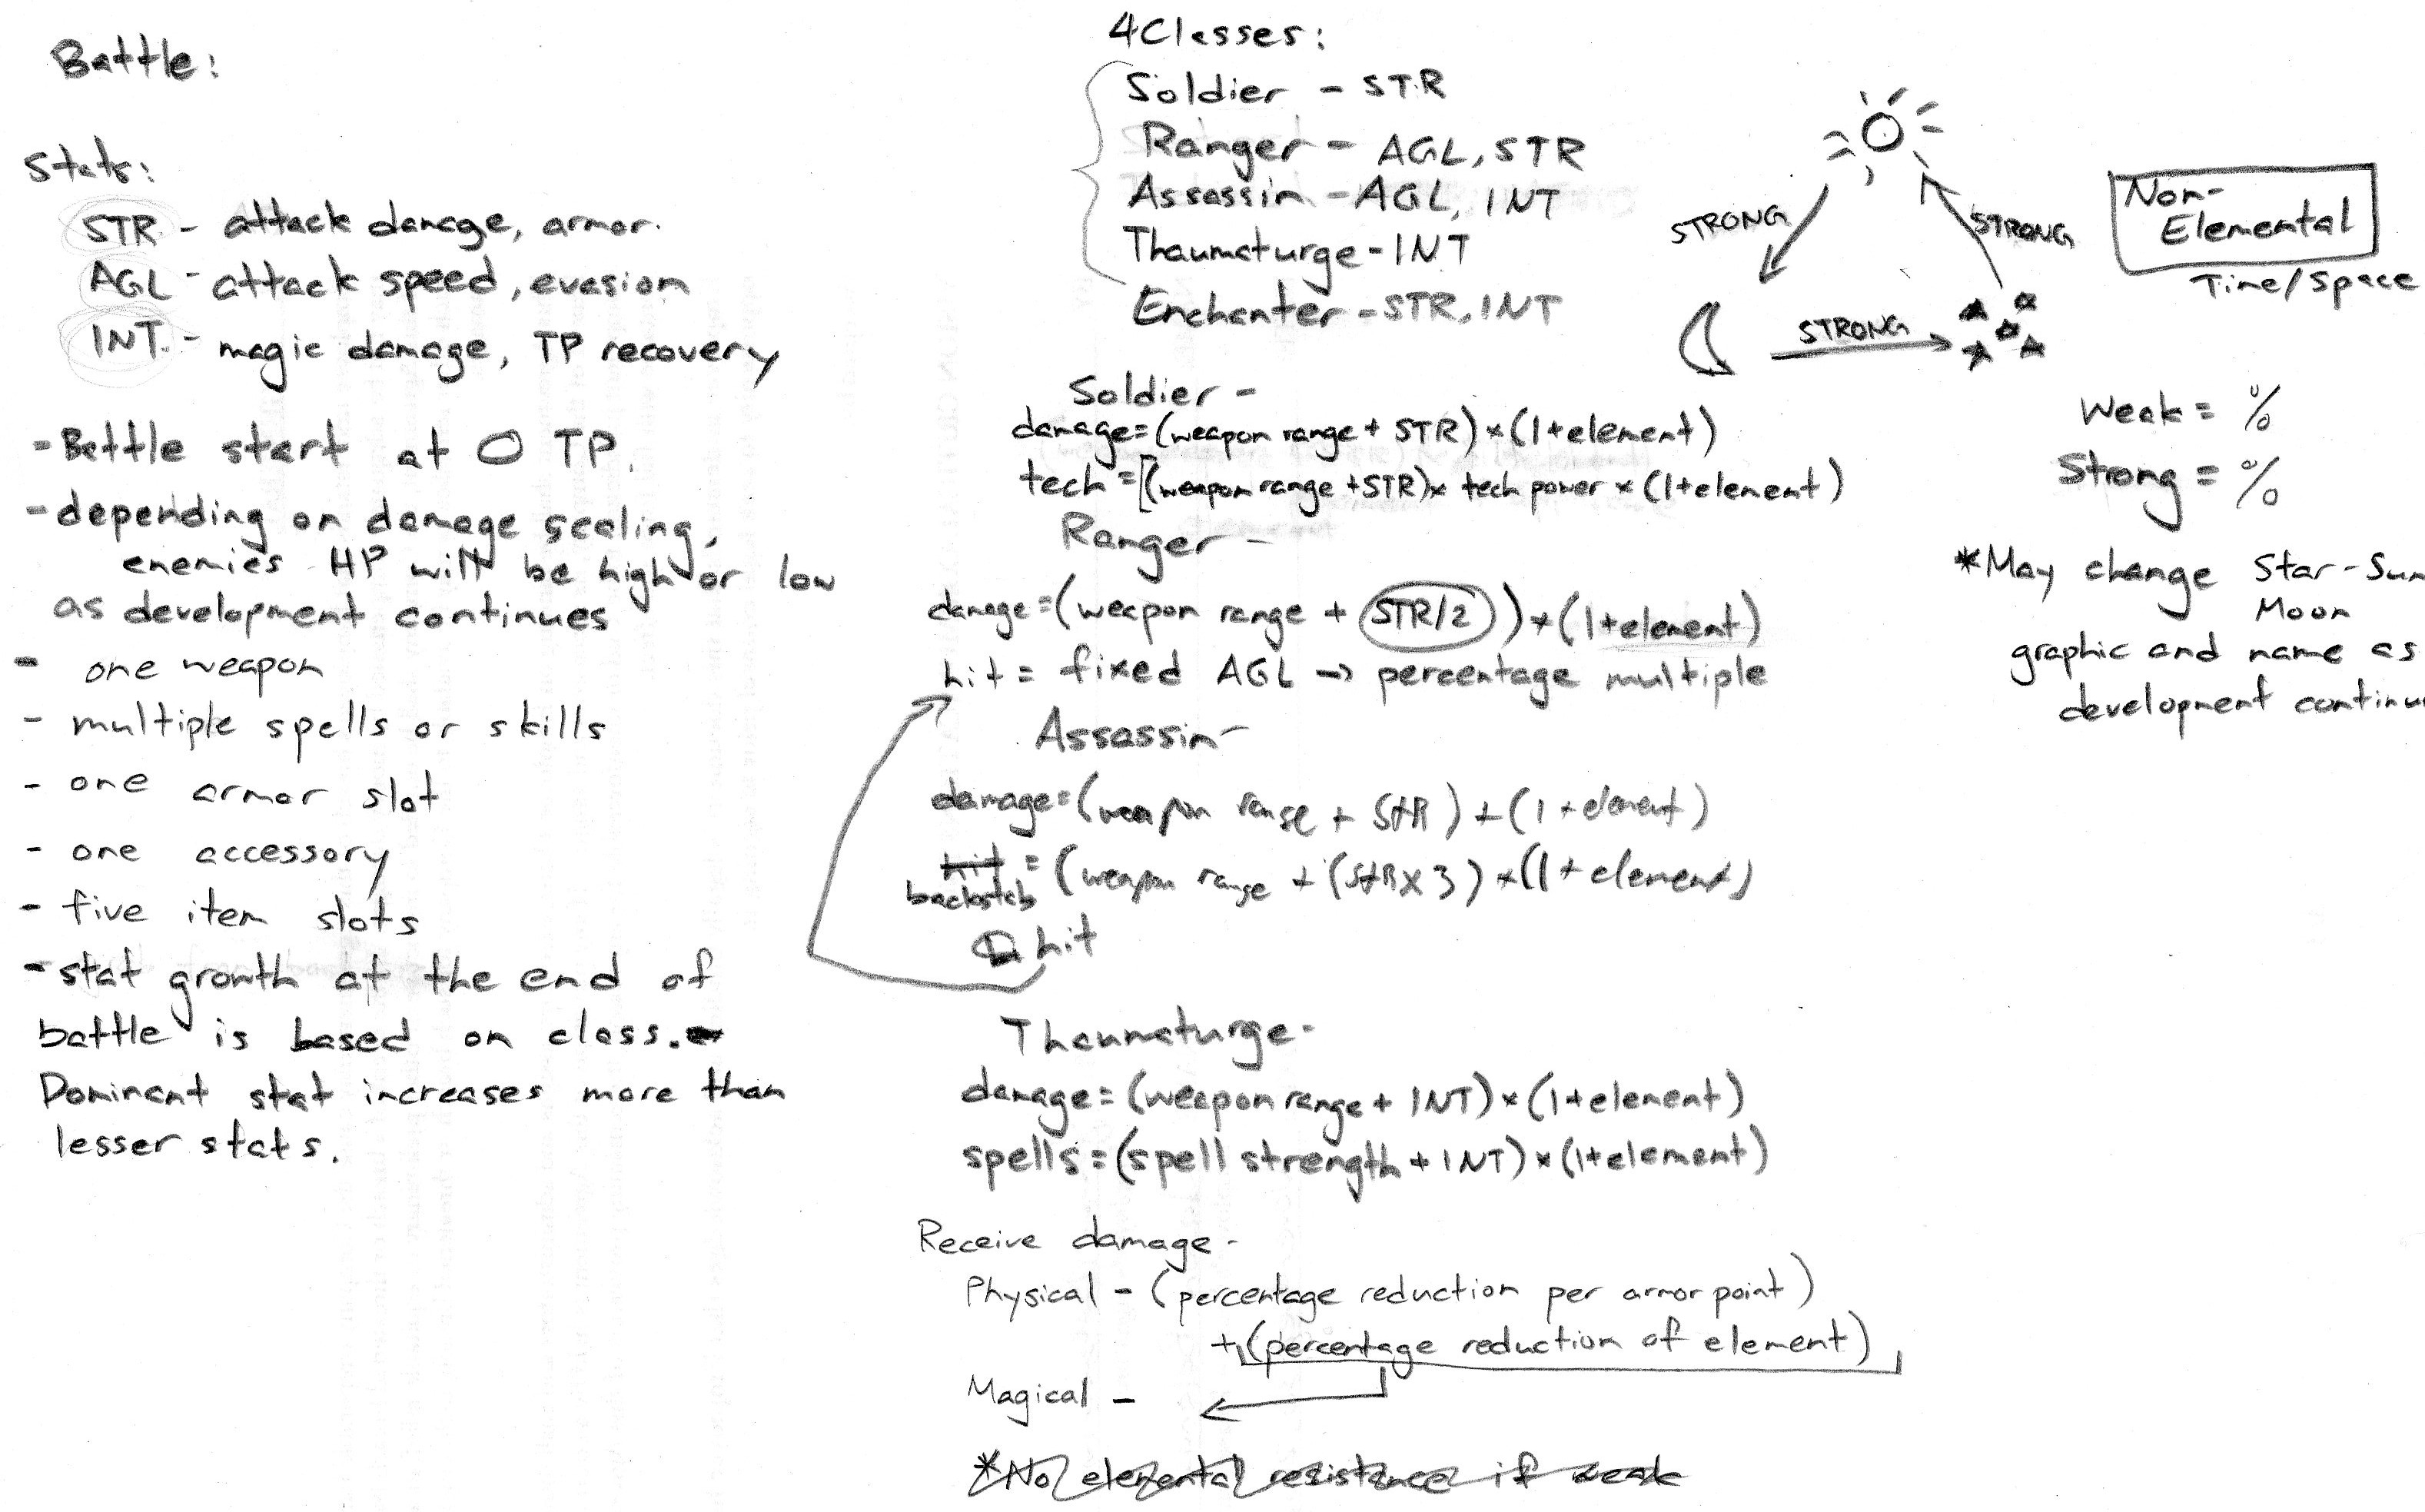 Battle:
Stats:
STR - attack damage, armor.
AGL - attack speed, evasion
INT. - magic damage, TP recovery
- Battle start at 0 TP.
- depending on damage scaling,
enemies HP will be high or low
as development continues
- one weapon
- multiple spells or skills
- one armor slot
- one accessory
- five item slots
- stat growth at the end of
battle is based on class.
Dominant stat increases more than
lesser stats.
4 Classes:
Soldier - STR
Ranger - AGL, STR
Assassin - AGL, INT
Thaumaturge - INT
Enchanter - STR, INT
Soldier -
damage = (weapon range + STR) × (1+element)
tech = [(weapon range + STR) × tech power × (1+element)
Ranger -
damage = (weapon range + STR/2)) × (1+element)
hit = fixed AGL → percentage multiple
Assassin -
damage = (weapon range + STR) + (1+element)
hit
backstab = (weapon range + (STR × 3) × (1+element)
hit
Thaumaturge -
damage = (weapon range + INT) × (1+element)
spells = (spell strength + INT) × (1+element)
Receive damage -
Physical - (percentage reduction per armor point)
+ (percentage reduction of element)
Magical -
*No elemental resistance if weak
STRONG
STRONG
STRONG
Non-
Elemental
Time/Space
Weak = %
Strong = %
*May change Star-Sun
Moon
graphic and name as
development continu